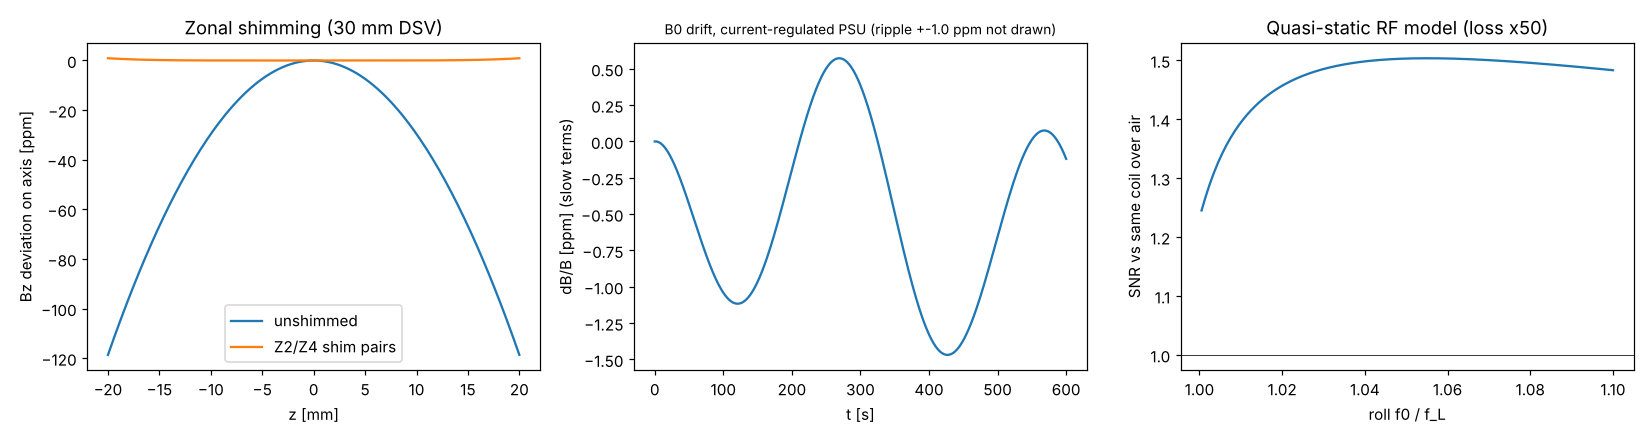 Zonal shimming (30 mm DSV)
Bz deviation on axis [ppm]
0
−20
−40
−60
−80
−100
−120
unshimmed
Z2/Z4 shim pairs
−20 −15 −10 −5 0 5 10 15 20
z [mm]
B0 drift, current-regulated PSU (ripple +-1.0 ppm not drawn)
dB/B [ppm] (slow terms)
0.50
0.25
0.00
−0.25
−0.50
−0.75
−1.00
−1.25
−1.50
0 100 200 300 400 500 600
t [s]
Quasi-static RF model (loss x50)
SNR vs same coil over air
1.5
1.4
1.3
1.2
1.1
1.0
1.00 1.02 1.04 1.06 1.08 1.10
roll f0 / f_L